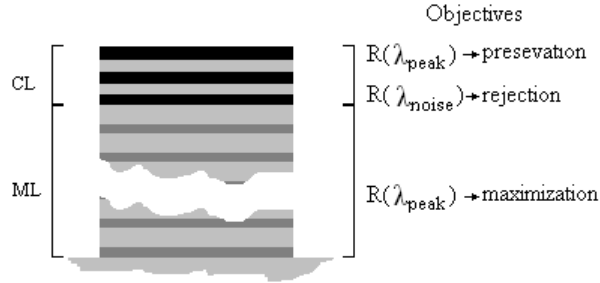 Objectives
R(λpeak)→presevation
CL
R(λnoise)→rejection
ML
R(λpeak)→maximization